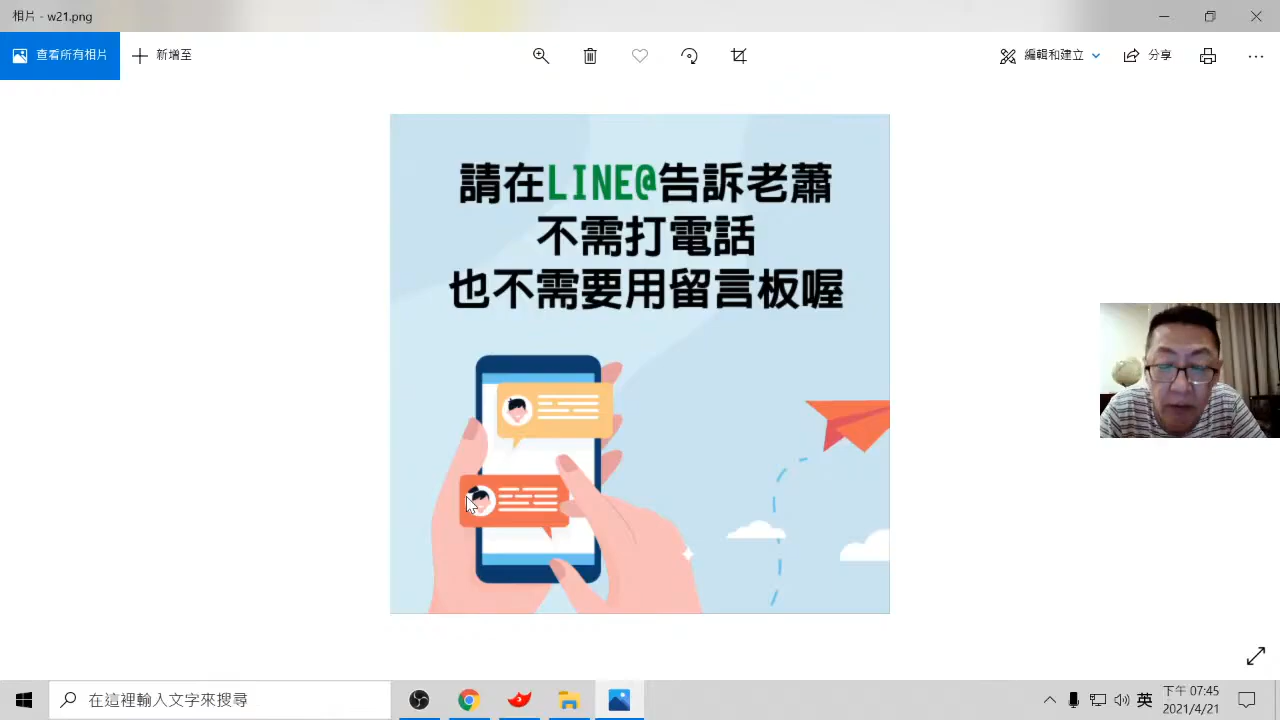 相片 - w21.png
查看所有相片
新增至
編輯和建立
分享
請在LINE@告訴老蕭
不需打電話
也不需要用留言板喔
在這裡輸入文字來搜尋
英
下午 07:45
2021/4/21